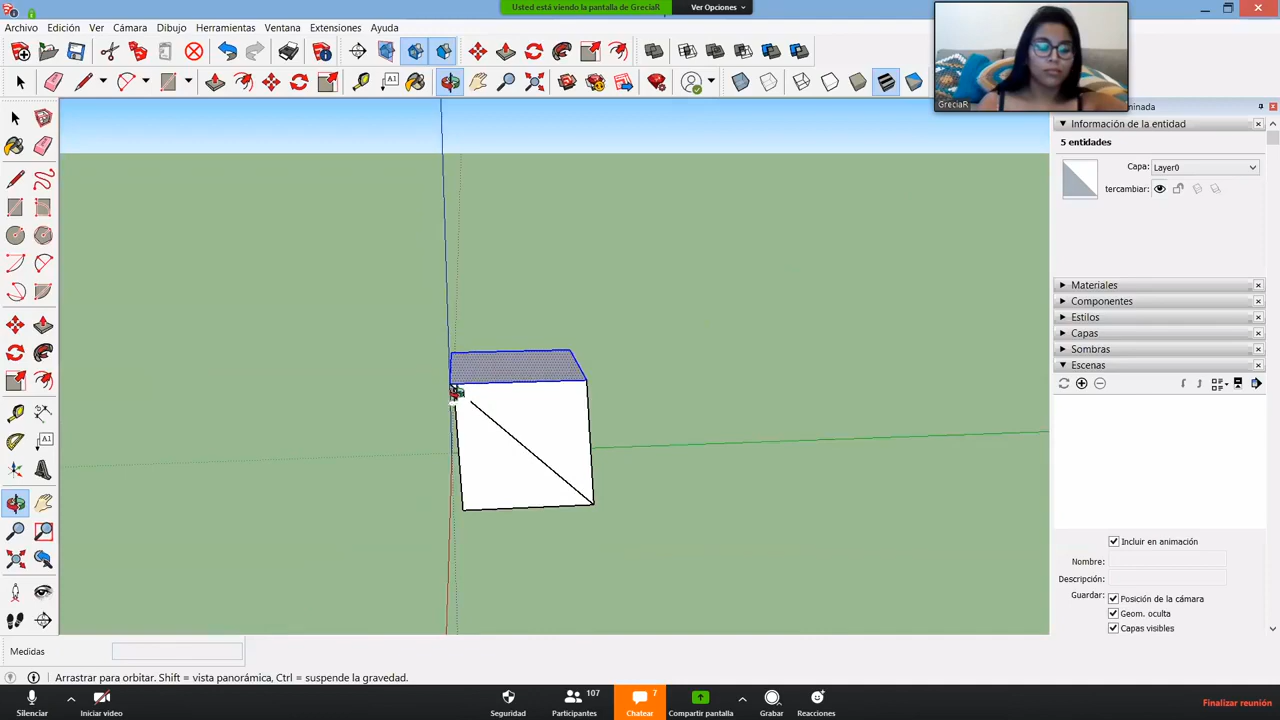 Usted está viendo la pantalla de GreciaR
Ver Opciones
Archivo Edición Ver Cámara Dibujo Herramientas Ventana Extensiones Ayuda
GreciaR
minada
Información de la entidad
5 entidades
Capa: Layer0
tercambiar:
Materiales
Componentes
Estilos
Capas
Sombras
Escenas
Incluir en animación
Nombre:
Descripción:
Guardar: Posición de la cámara
Geom. oculta
Capas visibles
Medidas
Arrastrar para orbitar. Shift = vista panorámica, Ctrl = suspende la gravedad.
107
7
Silenciar
Iniciar video
Seguridad
Participantes
Chatear
Compartir pantalla
Grabar
Reacciones
Finalizar reunión